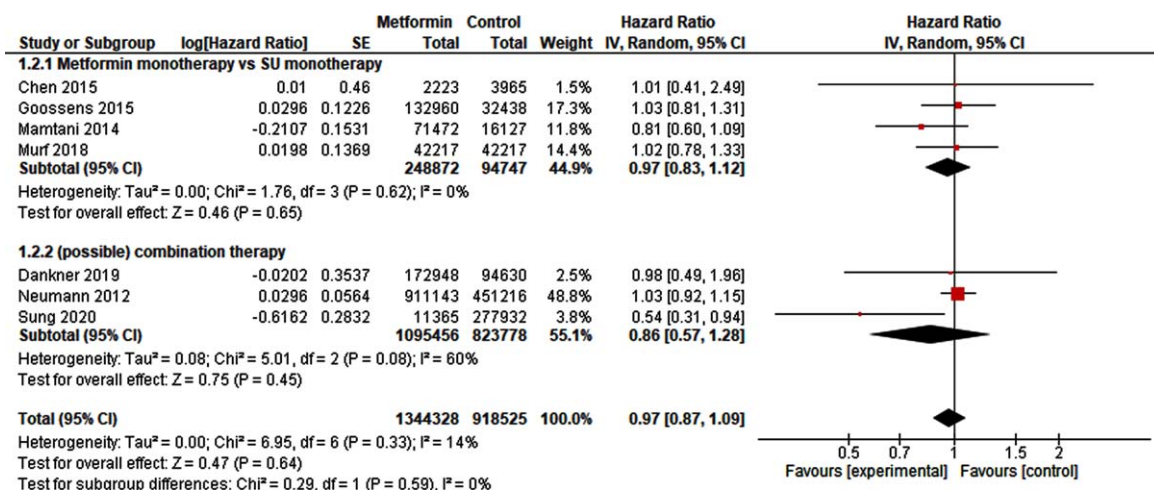 Metformin Control Hazard Ratio Hazard Ratio
Study or Subgroup log[Hazard Ratio] SE Total Total Weight IV, Random, 95% CI IV, Random, 95% CI
1.2.1 Metformin monotherapy vs SU monotherapy
Chen 2015 0.01 0.46 2223 3965 1.5% 1.01 [0.41, 2.49]
Goossens 2015 0.0296 0.1226 132960 32438 17.3% 1.03 [0.81, 1.31]
Mamtani 2014 -0.2107 0.1531 71472 16127 11.8% 0.81 [0.60, 1.09]
Murf 2018 0.0198 0.1369 42217 42217 14.4% 1.02 [0.78, 1.33]
Subtotal (95% CI) 248872 94747 44.9% 0.97 [0.83, 1.12]
Heterogeneity: Tau² = 0.00; Chi² = 1.76, df = 3 (P = 0.62); I² = 0%
Test for overall effect: Z = 0.46 (P = 0.65)
1.2.2 (possible) combination therapy
Dankner 2019 -0.0202 0.3537 172948 94630 2.5% 0.98 [0.49, 1.96]
Neumann 2012 0.0296 0.0564 911143 451216 48.8% 1.03 [0.92, 1.15]
Sung 2020 -0.6162 0.2832 11365 277932 3.8% 0.54 [0.31, 0.94]
Subtotal (95% CI) 1095456 823778 55.1% 0.86 [0.57, 1.28]
Heterogeneity: Tau² = 0.08; Chi² = 5.01, df = 2 (P = 0.08); I² = 60%
Test for overall effect: Z = 0.75 (P = 0.45)
Total (95% CI) 1344328 918525 100.0% 0.97 [0.87, 1.09]
Heterogeneity: Tau² = 0.00; Chi² = 6.95, df = 6 (P = 0.33); I² = 14%
Test for overall effect: Z = 0.47 (P = 0.64)
Test for subgroup differences: Chi² = 0.29, df = 1 (P = 0.59), I² = 0%
0.5 0.7 1 1.5 2
Favours [experimental] Favours [control]